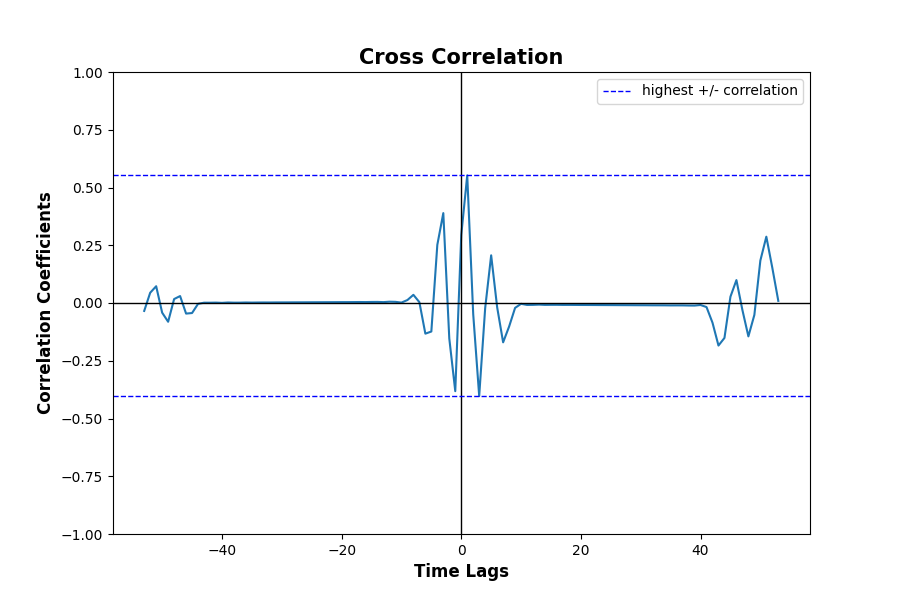 Cross Correlation
highest +/- correlation
1.00
0.75
0.50
0.25
0.00
−0.25
−0.50
−0.75
−1.00
Correlation Coefficients
−40 −20 0 20 40
Time Lags